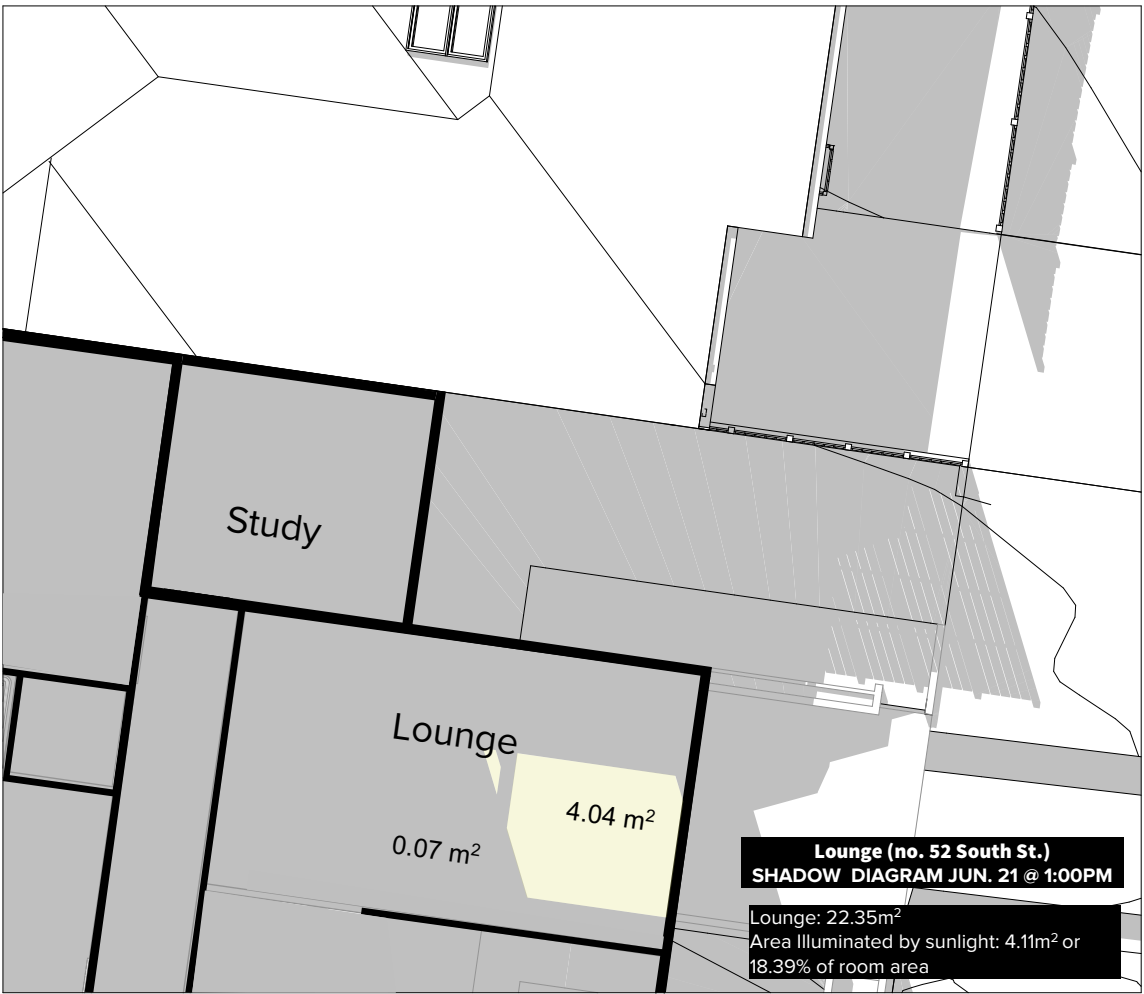 Study
Lounge
4.04 m²
0.07 m²
Lounge (no. 52 South St.)
SHADOW DIAGRAM JUN. 21 @ 1:00PM
Lounge: 22.35m²
Area Illuminated by sunlight: 4.11m² or
18.39% of room area